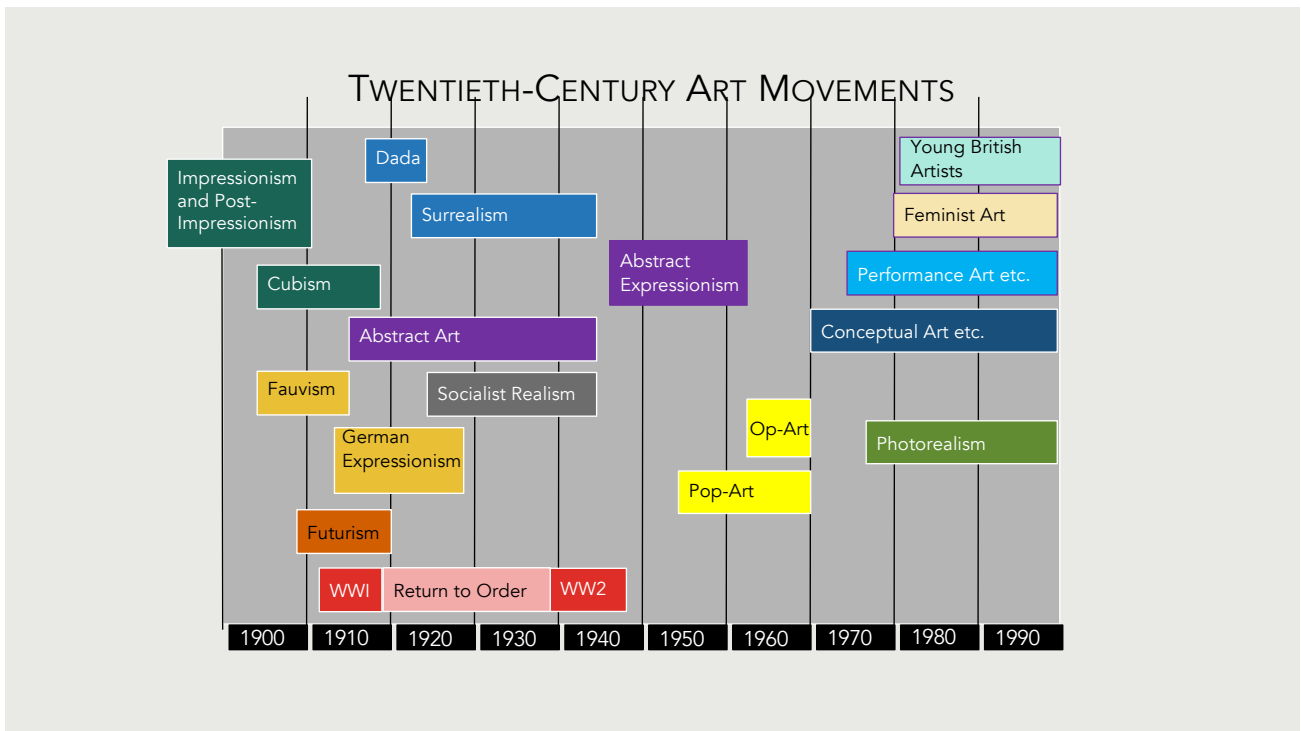 TWENTIETH-CENTURY ART MOVEMENTS
Impressionism
and Post-
Impressionism
Dada
Young British
Artists
Surrealism
Feminist Art
Abstract
Expressionism
Cubism
Performance Art etc.
Abstract Art
Conceptual Art etc.
Fauvism
Socialist Realism
Op-Art
German
Expressionism
Photorealism
Pop-Art
Futurism
WWI
Return to Order
WW2
1900
1910
1920
1930
1940
1950
1960
1970
1980
1990